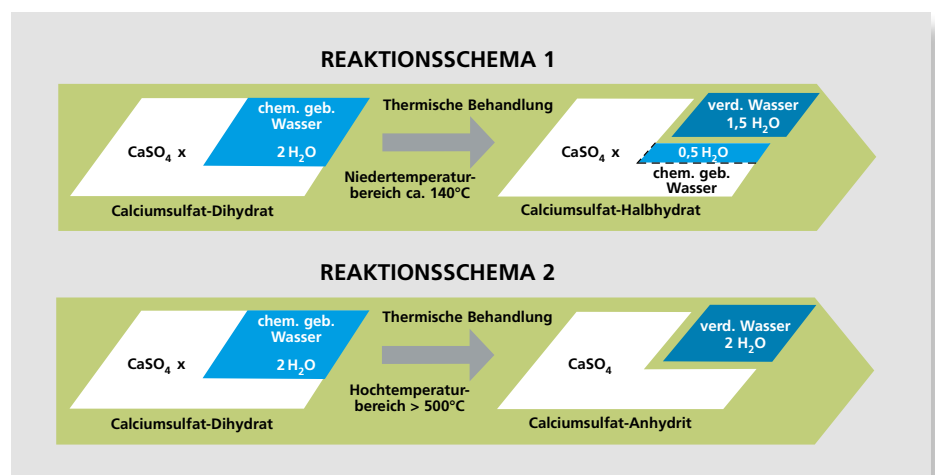 REAKTIONSSCHEMA 1
chem. geb.
Wasser
2 H₂O
CaSO₄ x
Calciumsulfat-Dihydrat
Thermische Behandlung
Niedertemperatur-
bereich ca. 140°C
verd. Wasser
1,5 H₂O
CaSO₄ x
0,5 H₂O
chem. geb.
Wasser
Calciumsulfat-Halbhydrat
REAKTIONSSCHEMA 2
chem. geb.
Wasser
2 H₂O
CaSO₄ x
Calciumsulfat-Dihydrat
Thermische Behandlung
Hochtemperatur-
bereich > 500°C
verd. Wasser
2 H₂O
CaSO₄
Calciumsulfat-Anhydrit